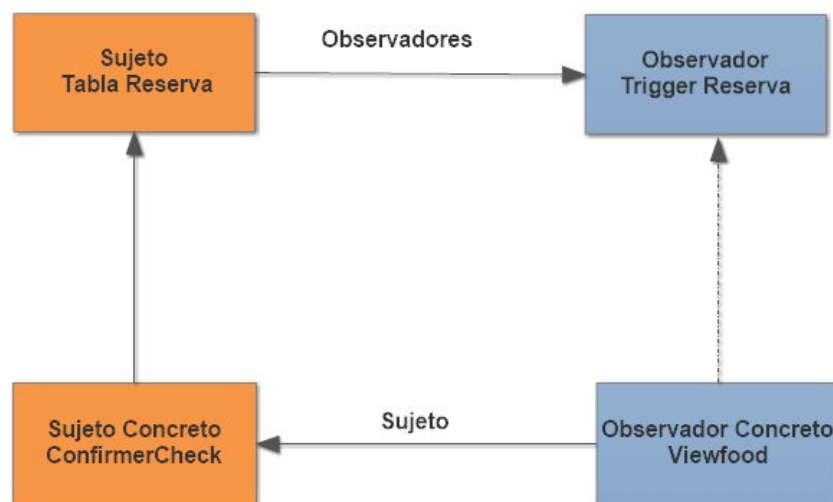 Observadores
Sujeto
Tabla Reserva
Observador
Trigger Reserva
Sujeto
Sujeto Concreto
ConfirmerCheck
Observador Concreto
Viewfood